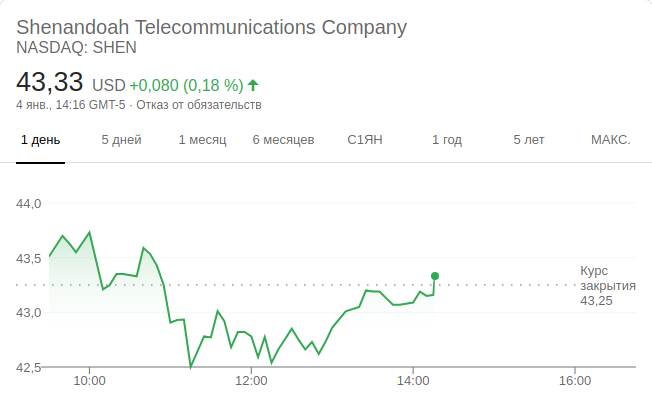 Shenandoah Telecommunications Company
NASDAQ: SHEN
43,33 USD +0,080 (0,18 %)
4 янв., 14:16 GMT-5 · Отказ от обязательств
1 день 5 дней 1 месяц 6 месяцев С1ЯН 1 год 5 лет МАКС.
44,0
43,5
Курс
закрытия
43,25
43,0
42,5
10:00 12:00 14:00 16:00